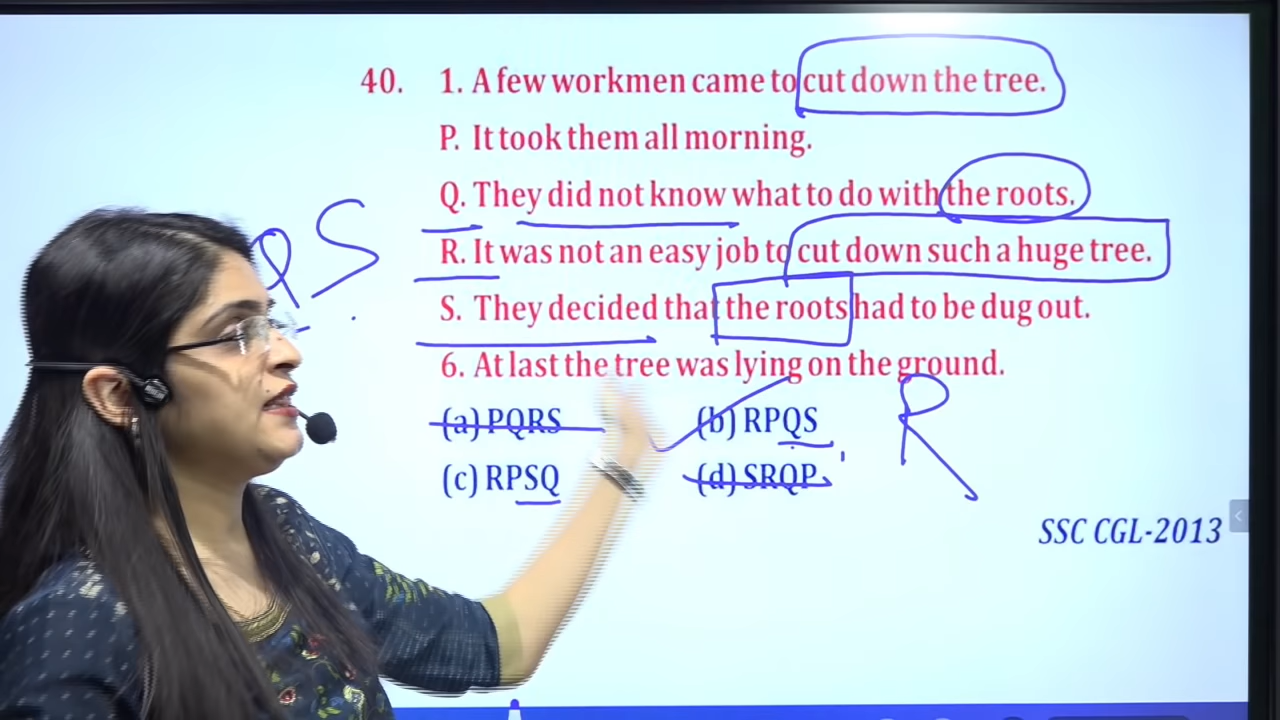 40. 1. A few workmen came to cut down the tree.
P. It took them all morning.
Q. They did not know what to do with the roots.
R. It was not an easy job to cut down such a huge tree.
S. They decided that the roots had to be dug out.
6. At last the tree was lying on the ground.
(a) PQRS (b) RPQS
(c) RPSQ (d) SRQP
QS
R
SSC CGL-2013